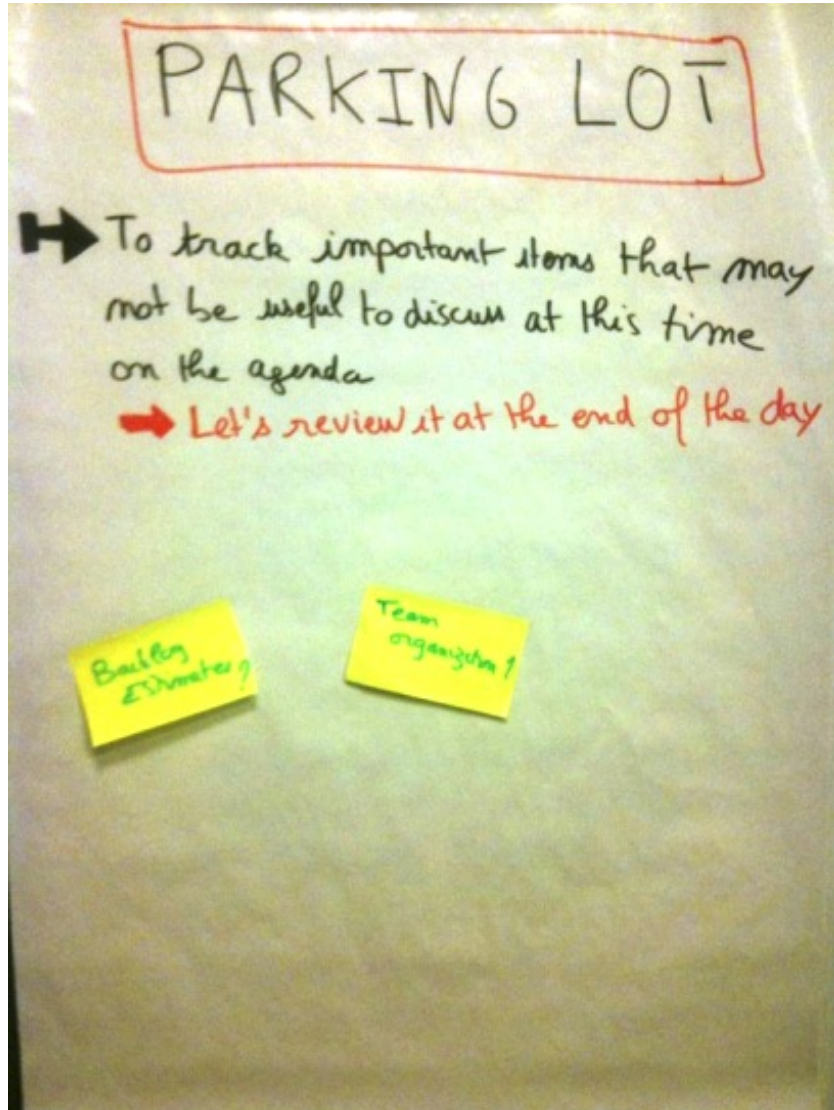 PARKING LOT
To track important items that may
not be useful to discuss at this time
on the agenda
Let's review it at the end of the day
Backlog
Estimates?
Team
organization?